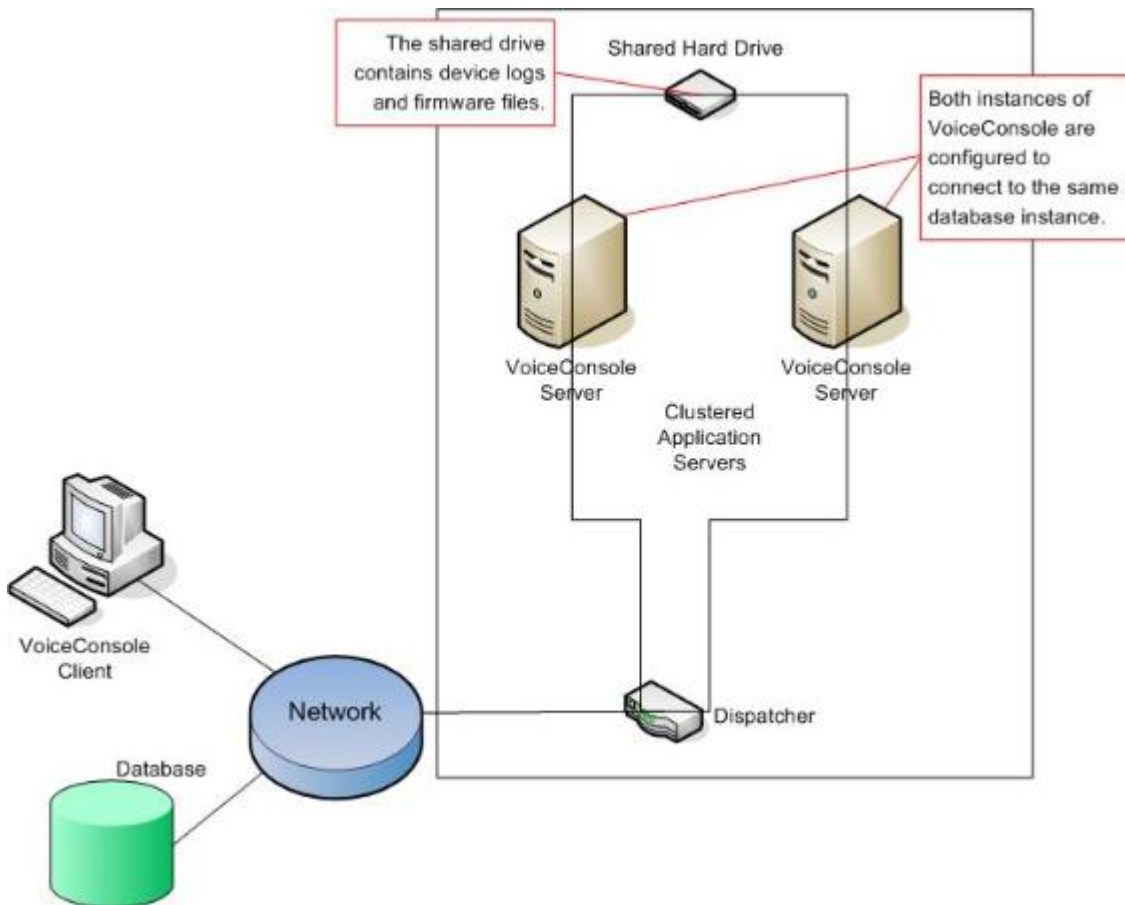 The shared drive
contains device logs
and firmware files.
Shared Hard Drive
Both instances of
VoiceConsole are
configured to
connect to the same
database instance.
VoiceConsole
Server
VoiceConsole
Server
Clustered
Application
Servers
VoiceConsole
Client
Network
Dispatcher
Database